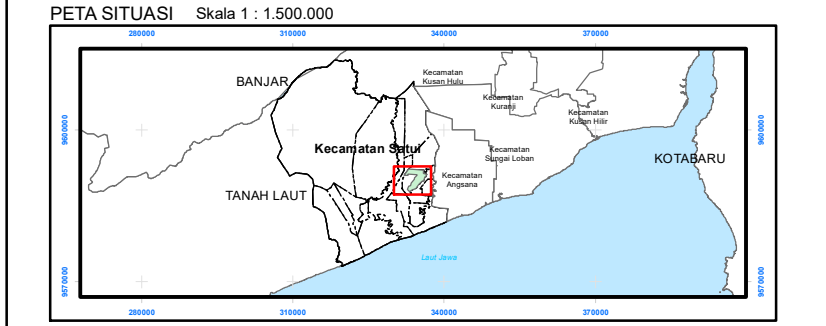 PETA SITUASI Skala 1 : 1.500.000
280000 310000 340000 370000
BANJAR
Kecamatan
Kusan Hulu
Kecamatan
Kuranji
Kecamatan
Kusan Hilir
9600000 9600000
Kecamatan Satui
Kecamatan
Sungai Loban
KOTABARU
Kecamatan
Angsana
TANAH LAUT
Laut Jawa
9570000 9570000
280000 310000 340000 370000